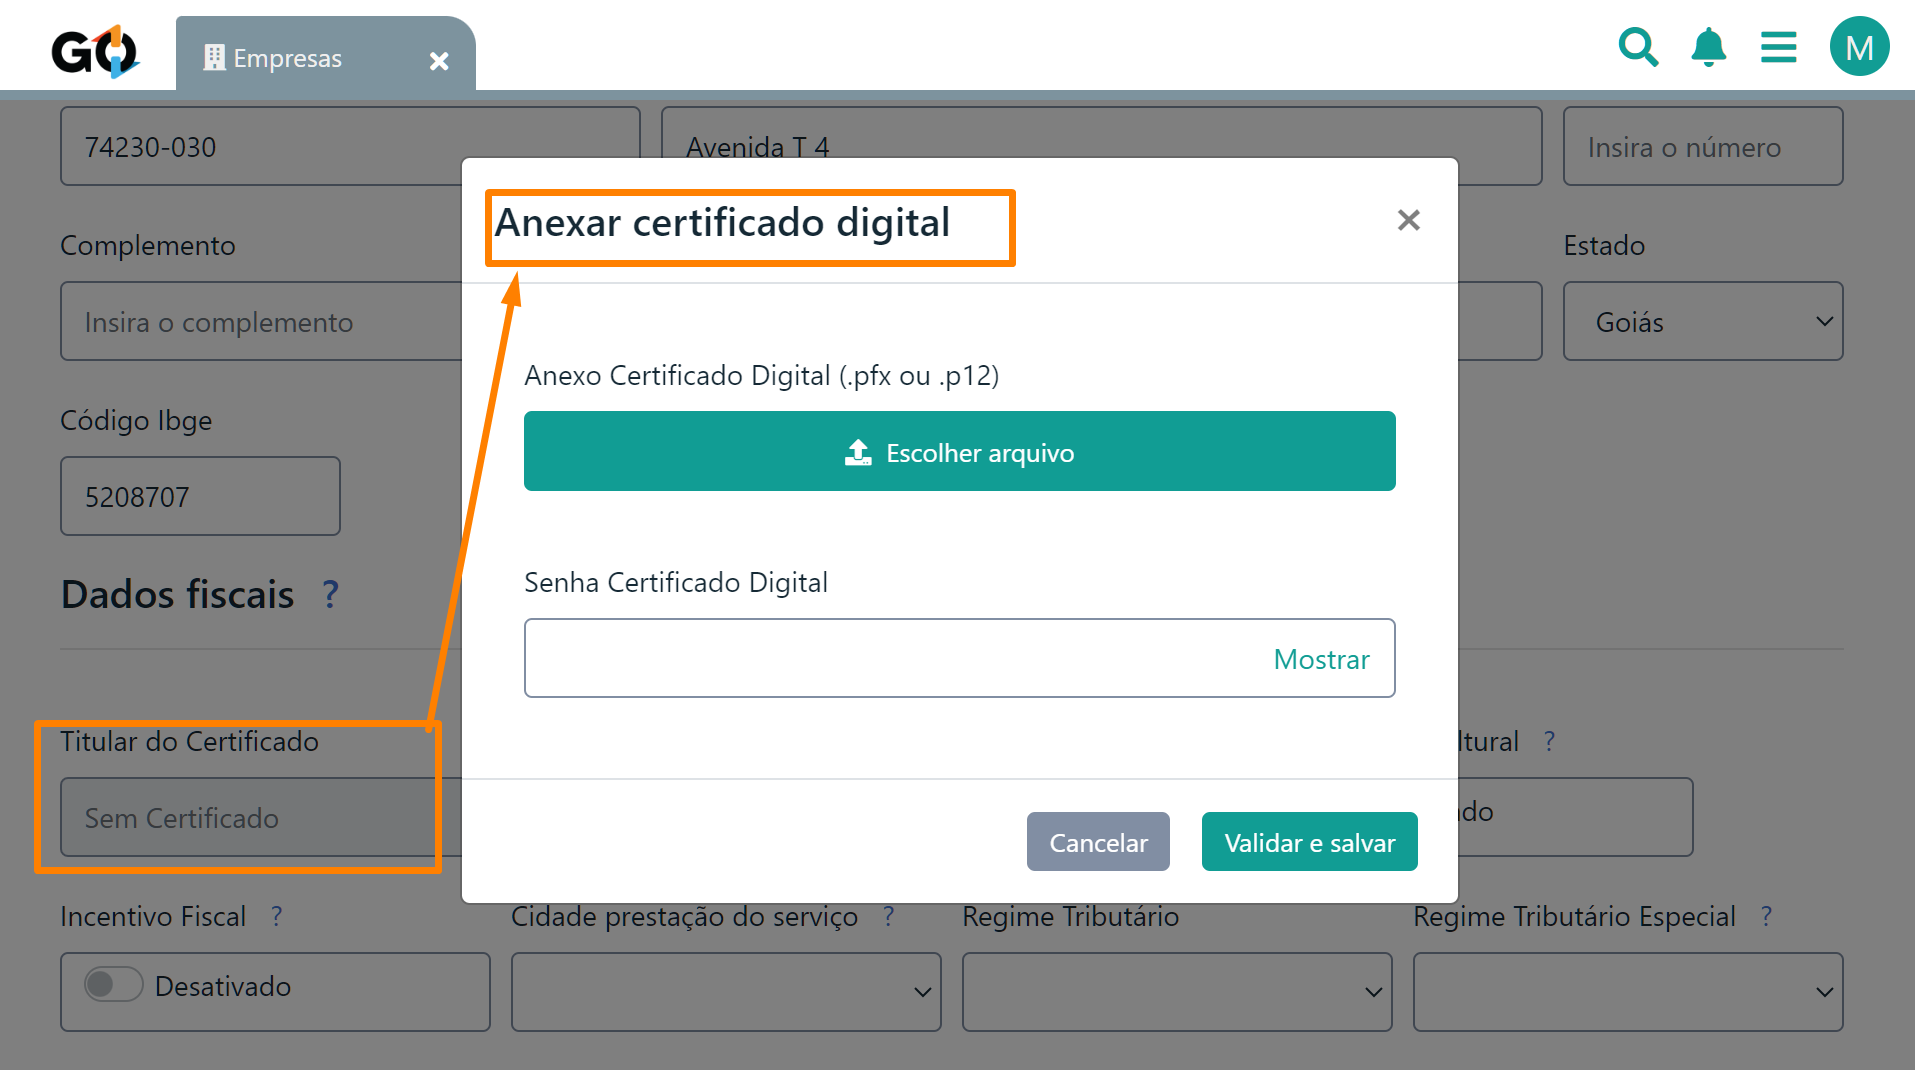 GO
Empresas
M
74230-030
Avenida T 4
Insira o número
Anexar certificado digital
Complemento
Estado
Insira o complemento
Goiás
Anexo Certificado Digital (.pfx ou .p12)
Código Ibge
Escolher arquivo
5208707
Senha Certificado Digital
Dados fiscais ?
Mostrar
Titular do Certificado
ltural ?
Sem Certificado
do
Cancelar
Validar e salvar
Incentivo Fiscal ?
Cidade prestação do serviço ?
Regime Tributário
Regime Tributário Especial ?
Desativado